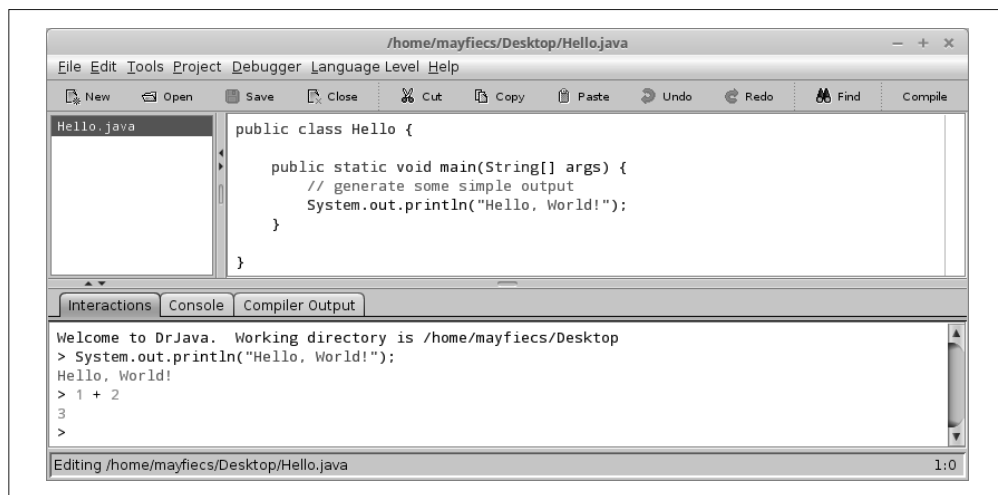 /home/mayfiecs/Desktop/Hello.java
File Edit Tools Project Debugger Language Level Help
New Open Save Close Cut Copy Paste Undo Redo Find Compile
Hello.java
public class Hello {
public static void main(String[] args) {
// generate some simple output
System.out.println("Hello, World!");
}
}
Interactions Console Compiler Output
Welcome to DrJava. Working directory is /home/mayfiecs/Desktop
> System.out.println("Hello, World!");
Hello, World!
> 1 + 2
3
>
Editing /home/mayfiecs/Desktop/Hello.java 1:0